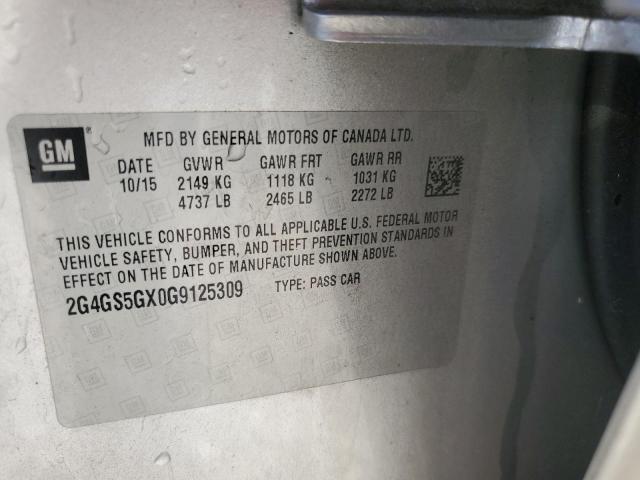 GM ® MFD BY GENERAL MOTORS OF CANADA LTD.
DATE GVWR GAWR FRT GAWR RR
10/15 2149 KG 1118 KG 1031 KG
4737 LB 2465 LB 2272 LB
THIS VEHICLE CONFORMS TO ALL APPLICABLE U.S. FEDERAL MOTOR
VEHICLE SAFETY, BUMPER, AND THEFT PREVENTION STANDARDS IN
EFFECT ON THE DATE OF MANUFACTURE SHOWN ABOVE.
2G4GS5GX0G9125309 TYPE: PASS CAR